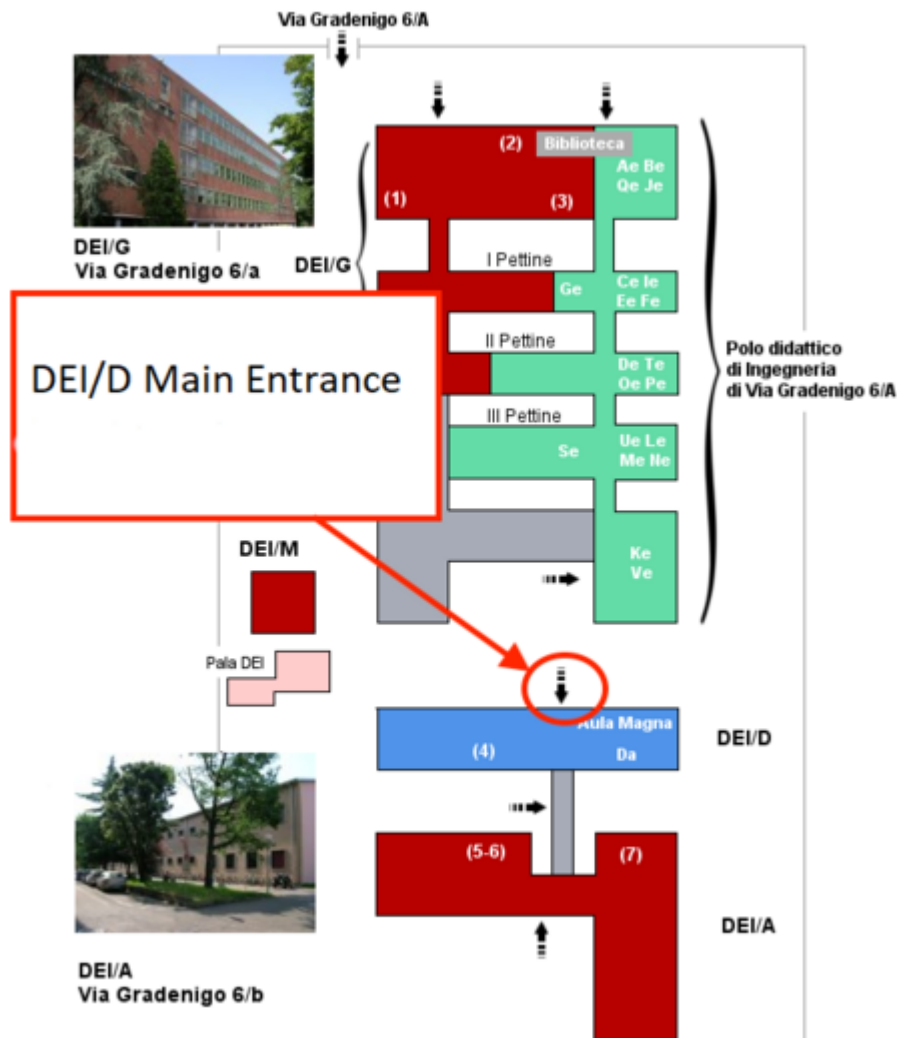 Via Gradenigo 6/A
(2)
Biblioteca
Ae Be
Qe Je
(1)
(3)
DEI/G
Via Gradenigo 6/a
DEI/G
I Pettine
Ge
Ce Ie
Ee Fe
II Pettine
DEI/D Main Entrance
De Te
Oe Pe
Polo didattico
di Ingegneria
di Via Gradenigo 6/A
III Pettine
Se
Ue Le
Me Ne
DEI/M
Ke
Ve
Pala DEI
Aula Magna
(4)
Da
DEI/D
(5-6)
(7)
DEI/A
DEI/A
Via Gradenigo 6/b